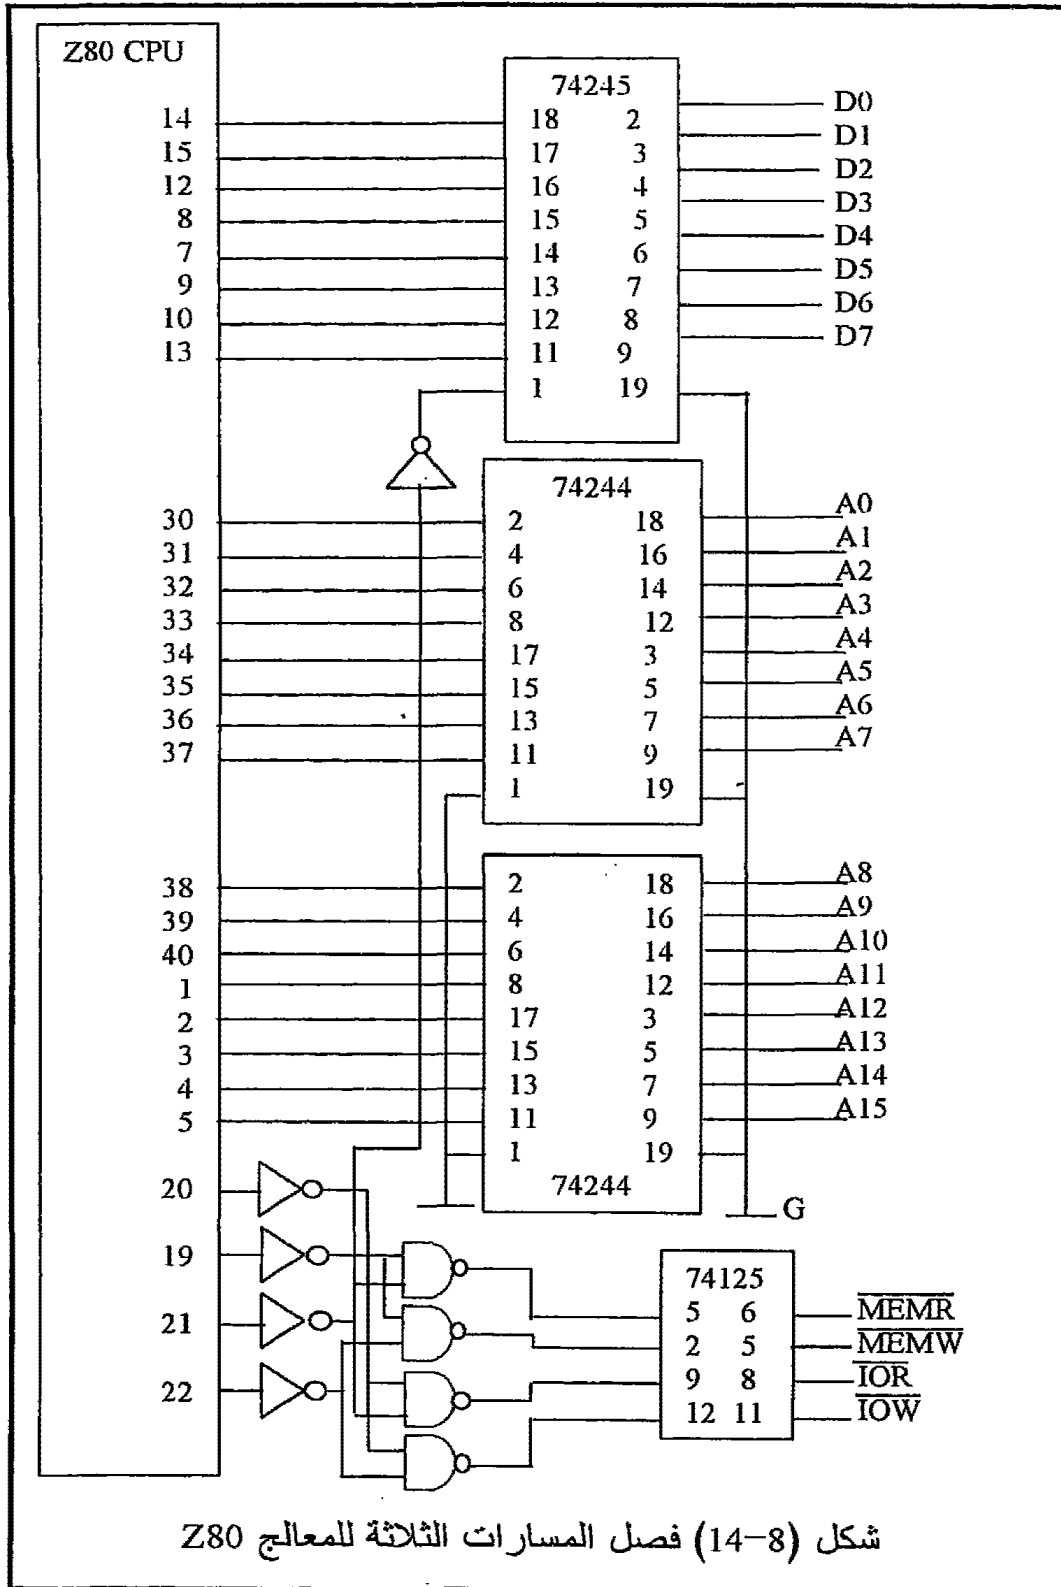 Z80 CPU
74245
14 18 2 D0
15 17 3 D1
12 16 4 D2
8 15 5 D3
7 14 6 D4
9 13 7 D5
10 12 8 D6
13 11 9 D7
1 19
74244
30 2 18 A0
31 4 16 A1
32 6 14 A2
33 8 12 A3
34 17 3 A4
35 15 5 A5
36 13 7 A6
37 11 9 A7
1 19
38 2 18 A8
39 4 16 A9
40 6 14 A10
1 8 12 A11
2 17 3 A12
3 15 5 A13
4 13 7 A14
5 11 9 A15
1 19
74244
20
G
19
74125
21 5 6 M̅E̅M̅R̅
2 5 M̅E̅M̅W̅
22 9 8 I̅O̅R̅
12 11 I̅O̅W̅
شكل (8-14) فصل المسارات الثلاثة للمعالج Z80